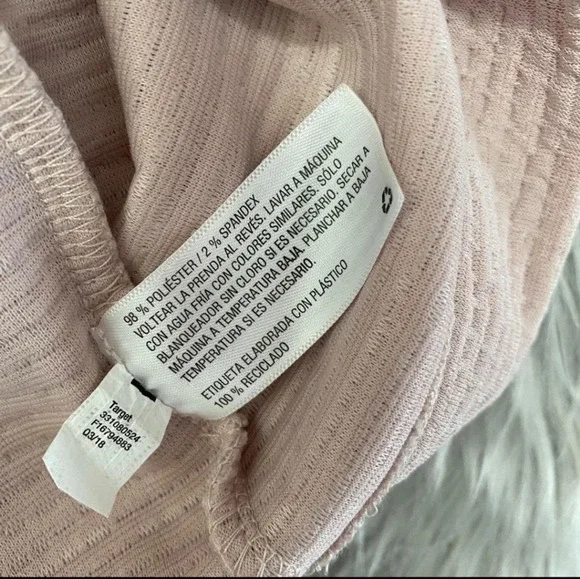 98 % POLIÉSTER / 2 % SPANDEX
VOLTEAR LA PRENDA AL REVÉS. LAVAR A MÁQUINA
CON AGUA FRÍA CON COLORES SIMILARES. SÓLO
BLANQUEADOR SIN CLORO SI ES NECESARIO. SECAR A
MÁQUINA A TEMPERATURA BAJA. PLANCHAR A BAJA
TEMPERATURA SI ES NECESARIO.
ETIQUETA ELABORADA CON PLÁSTICO
100 % RECICLADO
Target
331080524
F16794883
03/18